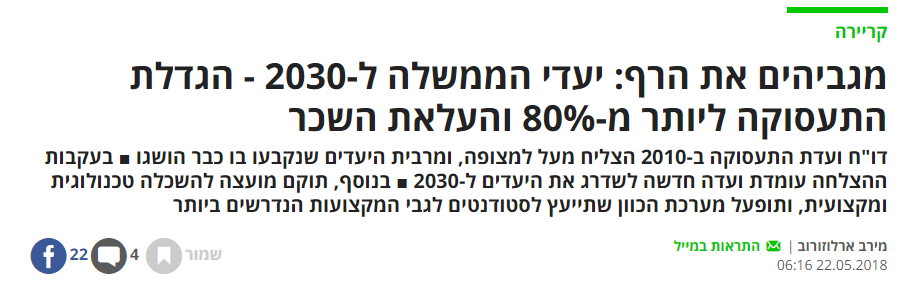 קריירה
מגביהים את הרף: יעדי הממשלה ל-2030 - הגדלת
התעסוקה ליותר מ-80% והעלאת השכר
דו"ח ועדת התעסוקה ב-2010 הצליח מעל למצופה, ומרבית היעדים שנקבעו בו כבר הושגו ■ בעקבות
ההצלחה עומדת ועדה חדשה לשדרג את היעדים ל-2030 ■ בנוסף, תוקם מועצה להשכלה טכנולוגית
ומקצועית, ותופעל מערכת הכוון שתייעץ לסטודנטים לגבי המקצועות הנדרשים ביותר
מירב ארלוזורוב | התראות במייל
22.05.2018 06:16
שמור 4 22